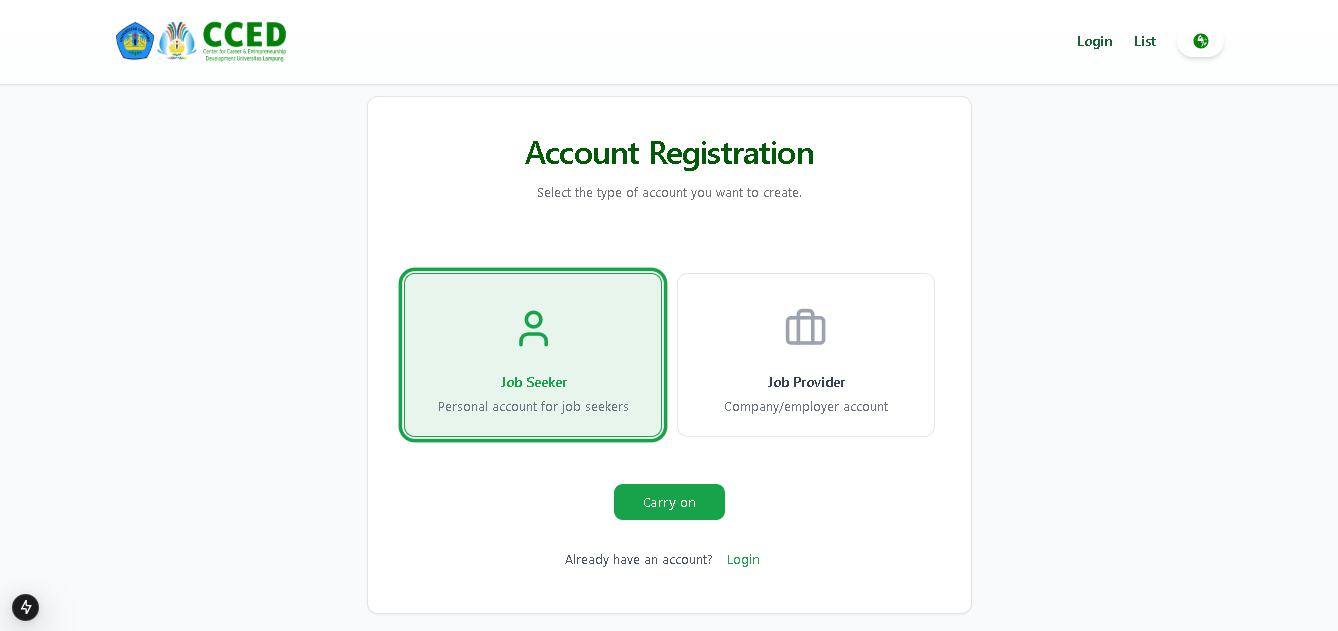 CCED
Center for Career & Entrepreneurship
Development Universitas Lampung
Login
List
Account Registration
Select the type of account you want to create.
Job Seeker
Personal account for job seekers
Job Provider
Company/employer account
Carry on
Already have an account? Login